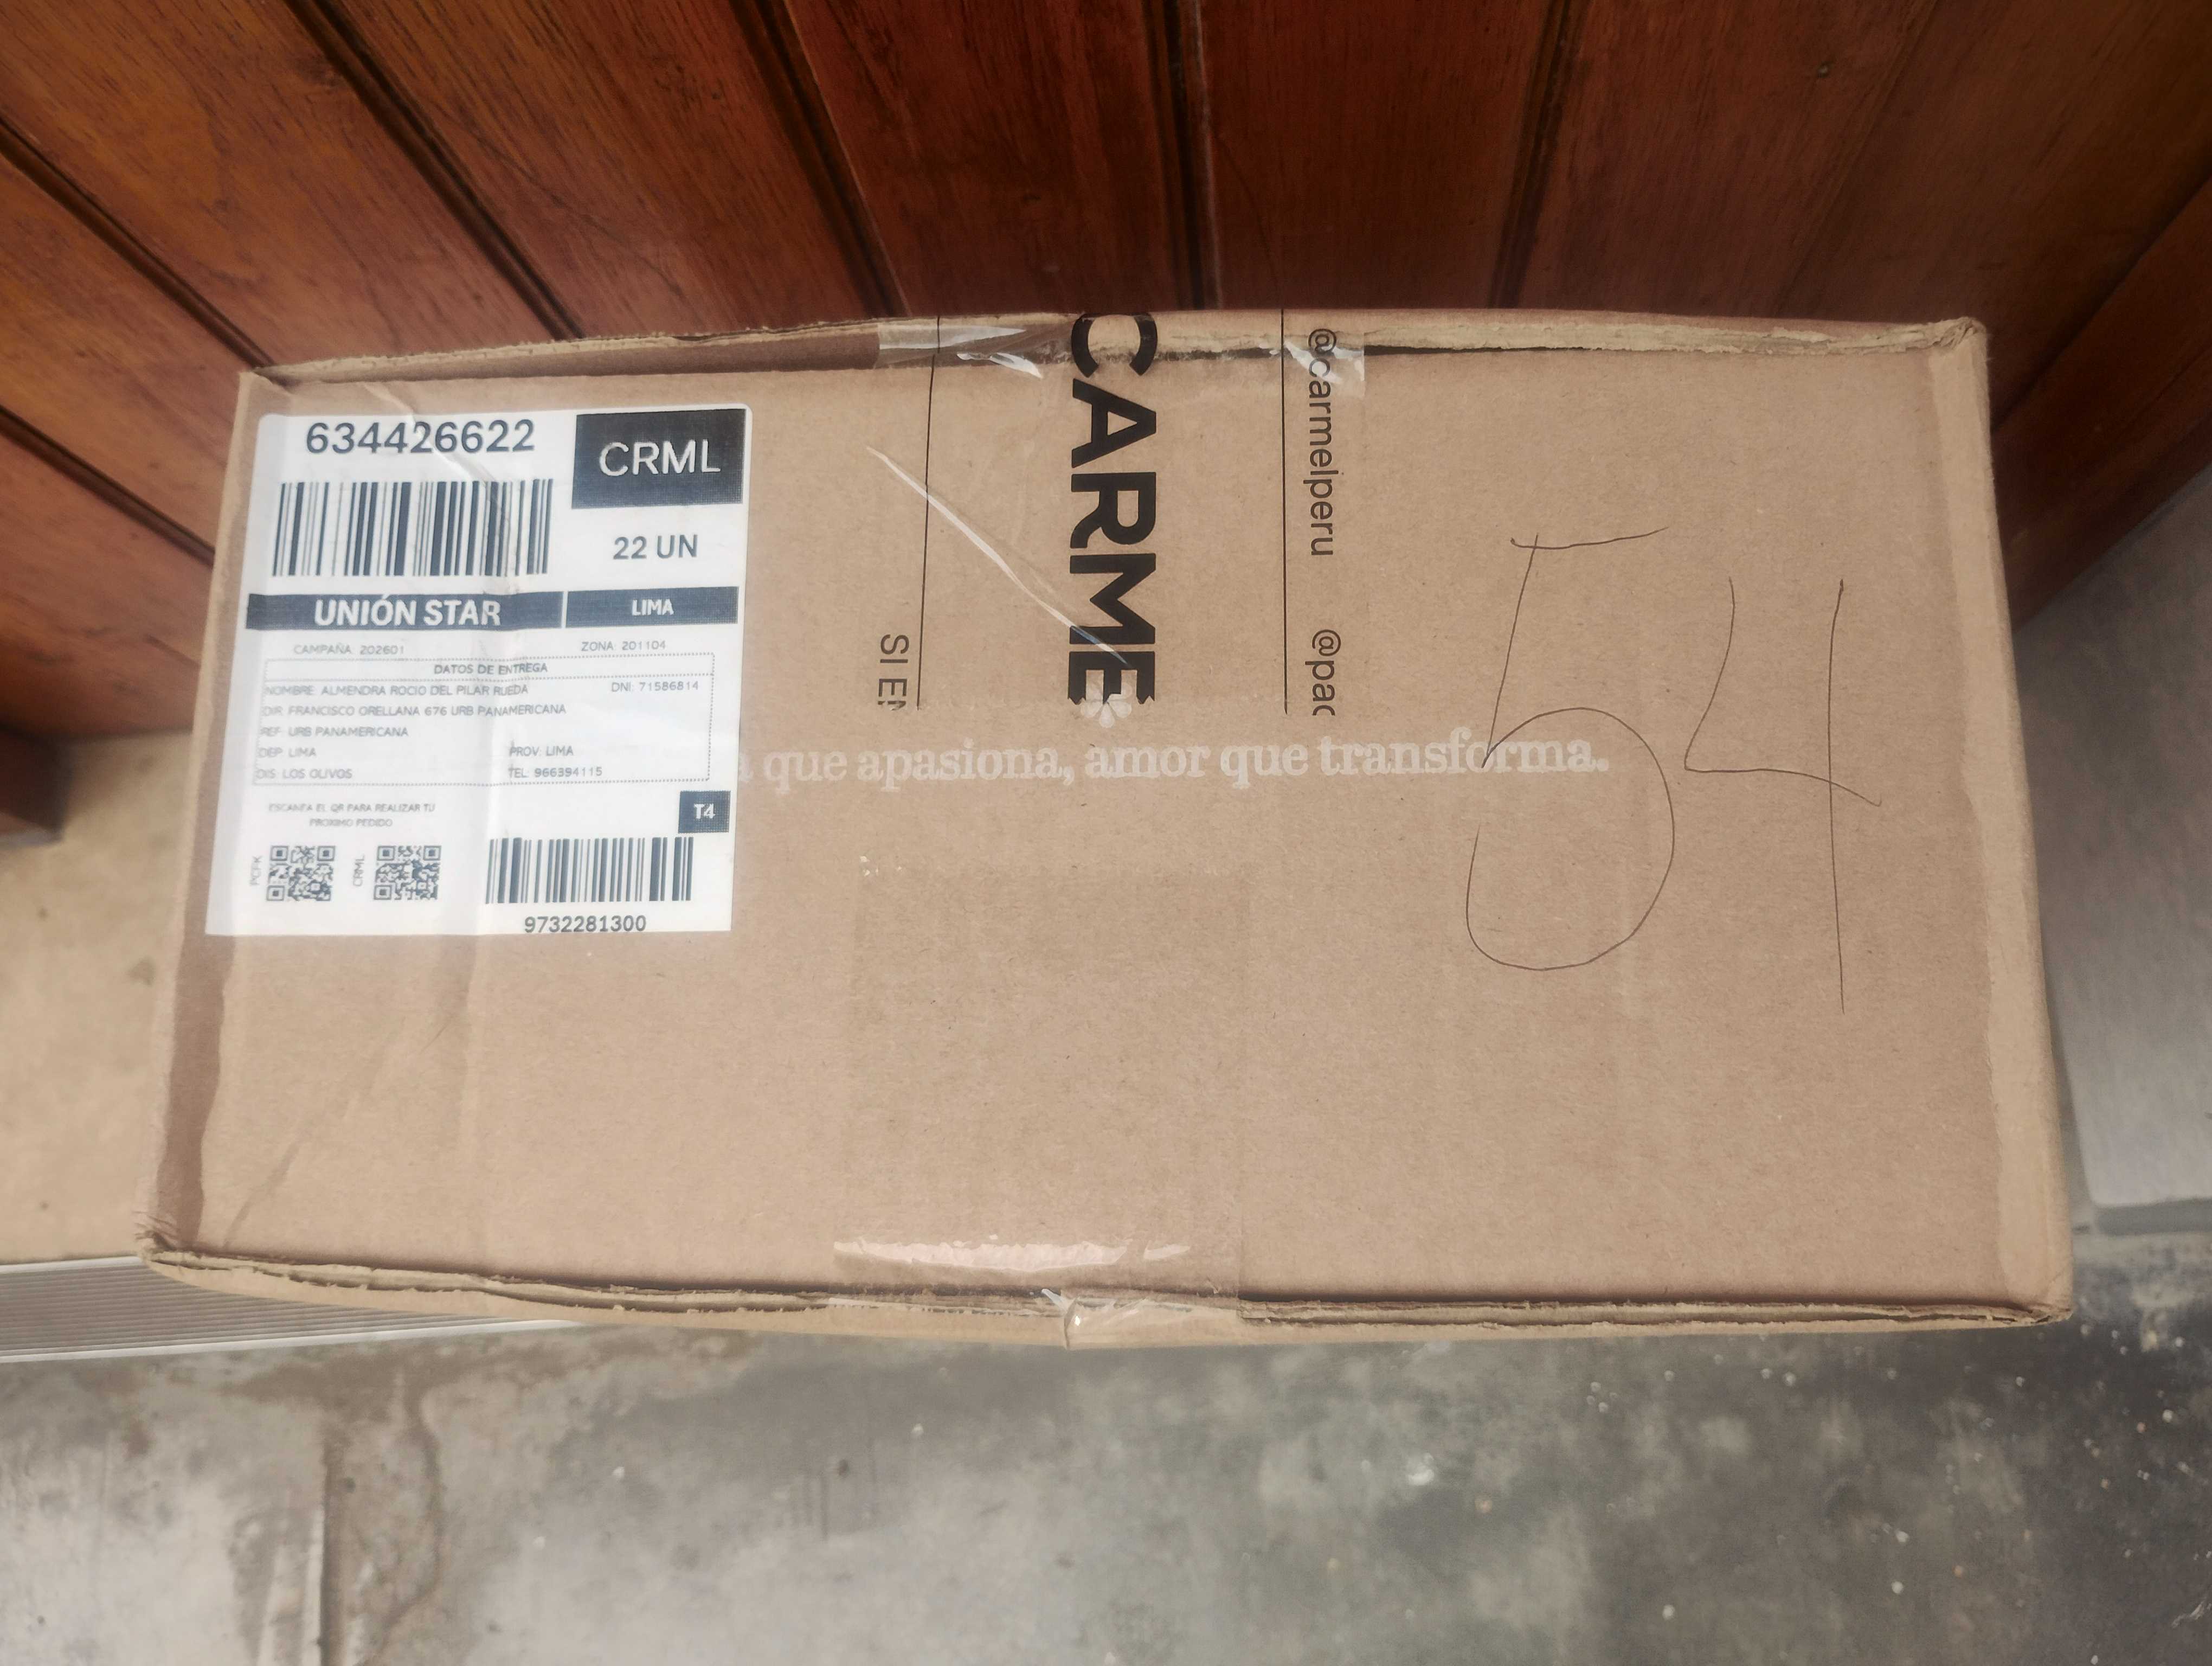 634426622
CRML
22 UN
UNIÓN STAR
LIMA
CAMPAÑA: 202601
ZONA: 201104
DATOS DE ENTREGA
NOMBRE: ALMENDRA ROCIO DEL PILAR RUEDA
DNI: 71586814
DIR: FRANCISCO ORELLANA 676 URB PANAMERICANA
REF: URB PANAMERICANA
DEP: LIMA
PROV: LIMA
DIS: LOS OLIVOS
TEL: 966394115
ESCANEA EL QR PARA REALIZAR TU
PROXIMO PEDIDO
T4
PCFK
CRML
9732281300
SI EN
CARME
@carmelperu @pac
que apasiona, amor que transforma.
54